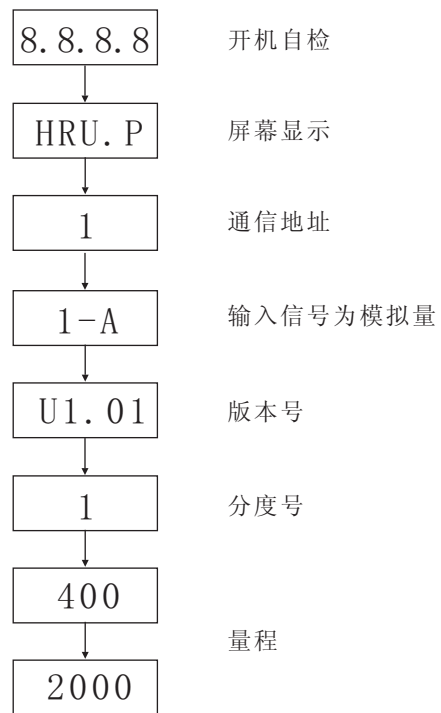 8.8.8.8 开机自检
HRU.P 屏幕显示
1 通信地址
1-A 输入信号为模拟量
U1.01 版本号
1 分度号
400
量程
2000